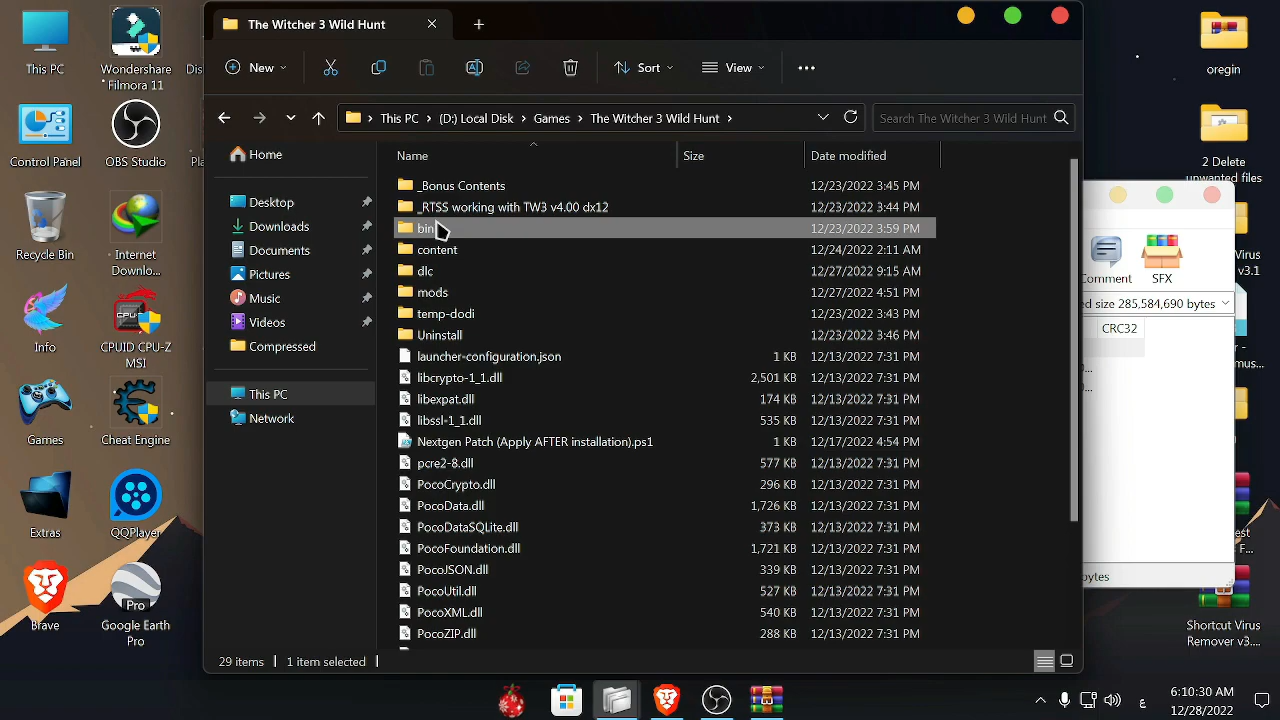 The Witcher 3 Wild Hunt
New
Sort
View
This PC
(D:) Local Disk
Games
The Witcher 3 Wild Hunt
Search The Witcher 3 Wild Hunt
Name
Size
Date modified
Home
Desktop
Downloads
Documents
Pictures
Music
Videos
Compressed
This PC
Network
_Bonus Contents 12/23/2022 3:45 PM
_RTSS working with TW3 v4.00 dx12 12/23/2022 3:44 PM
bin 12/23/2022 3:59 PM
content 12/24/2022 2:11 AM
dlc 12/27/2022 9:15 AM
mods 12/27/2022 4:51 PM
temp-dodi 12/23/2022 3:43 PM
Uninstall 12/23/2022 3:46 PM
launcher-configuration.json 1 KB 12/13/2022 7:31 PM
libcrypto-1_1.dll 2,501 KB 12/13/2022 7:31 PM
libexpat.dll 174 KB 12/13/2022 7:31 PM
libssl-1_1.dll 535 KB 12/13/2022 7:31 PM
Nextgen Patch (Apply AFTER installation).ps1 1 KB 12/17/2022 4:54 PM
pcre2-8.dll 577 KB 12/13/2022 7:31 PM
PocoCrypto.dll 296 KB 12/13/2022 7:31 PM
PocoData.dll 1,726 KB 12/13/2022 7:31 PM
PocoDataSQLite.dll 373 KB 12/13/2022 7:31 PM
PocoFoundation.dll 1,721 KB 12/13/2022 7:31 PM
PocoJSON.dll 339 KB 12/13/2022 7:31 PM
PocoUtil.dll 527 KB 12/13/2022 7:31 PM
PocoXML.dll 540 KB 12/13/2022 7:31 PM
PocoZIP.dll 288 KB 12/13/2022 7:31 PM
29 items
1 item selected
This PC
Wondershare
Filmora 11
Dis
Control Panel
OBS Studio
Recycle Bin
Internet
Downlo...
Info
CPU
CPUID CPU-Z
MSI
Games
Cheat Engine
Extras
QQPlayer
Brave
Pro
Google Earth
Pro
oregin
2 Delete
unwanted files
Comment
SFX
ed size 285,584,690 bytes
CRC32
bytes
Shortcut Virus
Remover v3....
ع
6:10:30 AM
12/28/2022